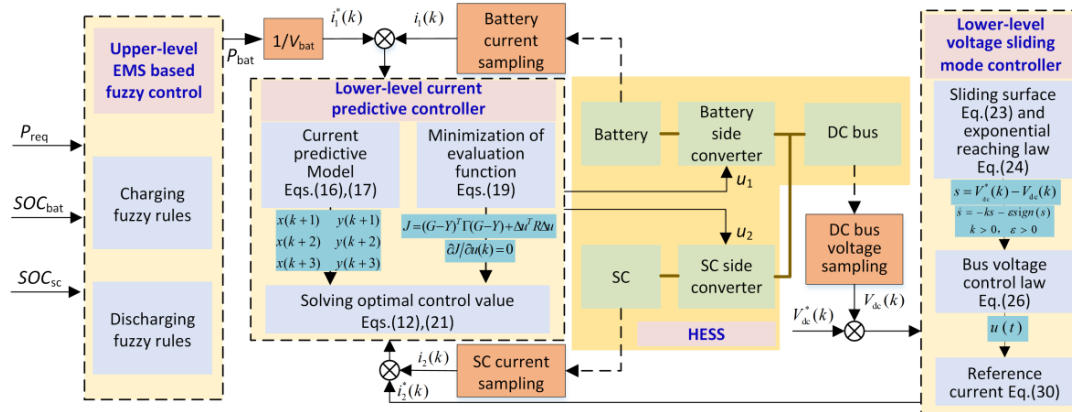 Upper-level
EMS based
fuzzy control
P_req
SOC_bat
SOC_sc
Charging
fuzzy rules
Discharging
fuzzy rules
P_bat
1/V_bat
i_1^*(k)
i_1(k)
Battery
current
sampling
Lower-level current
predictive controller
Current
predictive
Model
Eqs.(16),(17)
x(k+1) y(k+1)
x(k+2) y(k+2)
x(k+3) y(k+3)
Minimization of
evaluation
function
Eq.(19)
J=(G-Y)^T Γ(G-Y)+Δu^T RΔu
∂J/∂u(k)=0
Solving optimal control value
Eqs.(12),(21)
i_2(k)
i_2^*(k)
SC current
sampling
Battery
Battery
side
converter
DC bus
u_1
u_2
SC
SC side
converter
HESS
DC bus
voltage
sampling
V_dc^*(k)
V_dc(k)
Lower-level
voltage sliding
mode controller
Sliding surface
Eq.(23) and
exponential
reaching law
Eq.(24)
s=V_dc^*(k)-V_dc(k)
ṡ=-ks-εsign(s)
k>0, ε>0
Bus voltage
control law
Eq.(26)
u(t)
Reference
current Eq.(30)